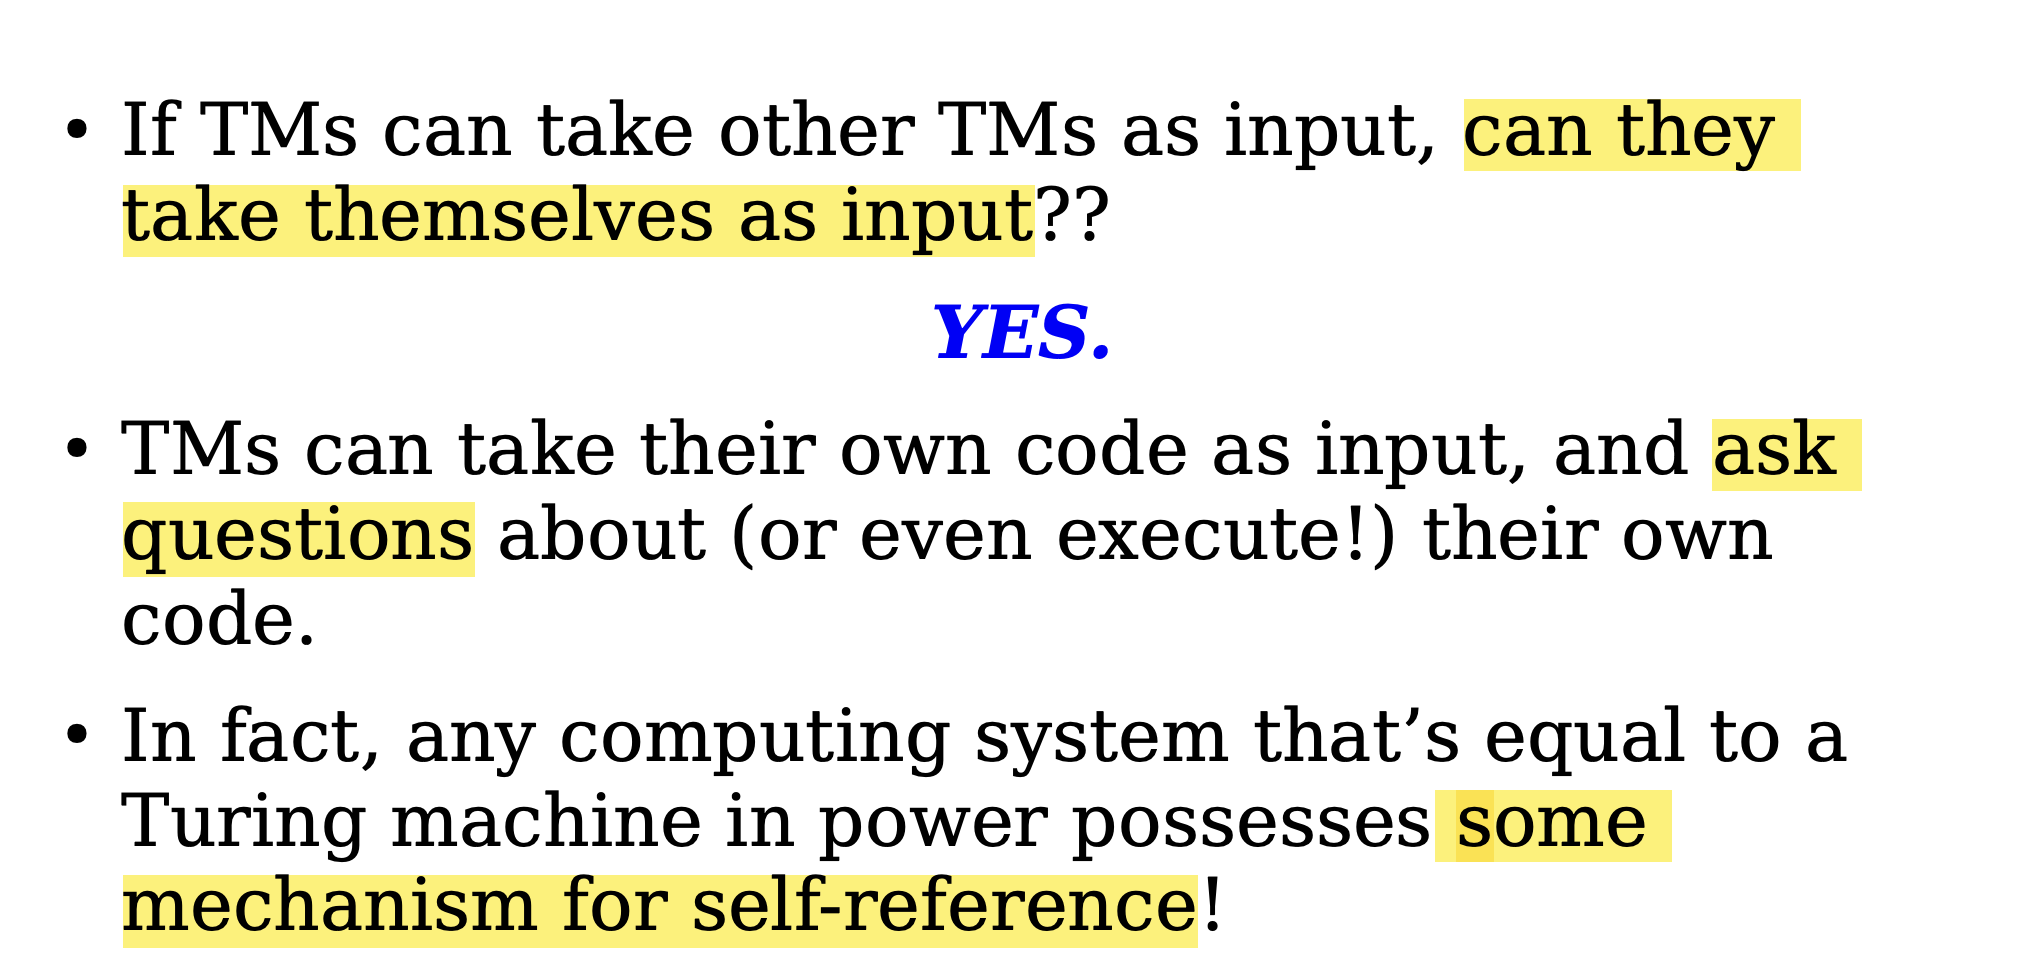 • If TMs can take other TMs as input, can they
take themselves as input??
YES.
• TMs can take their own code as input, and ask
questions about (or even execute!) their own
code.
• In fact, any computing system that’s equal to a
Turing machine in power possesses some
mechanism for self-reference!